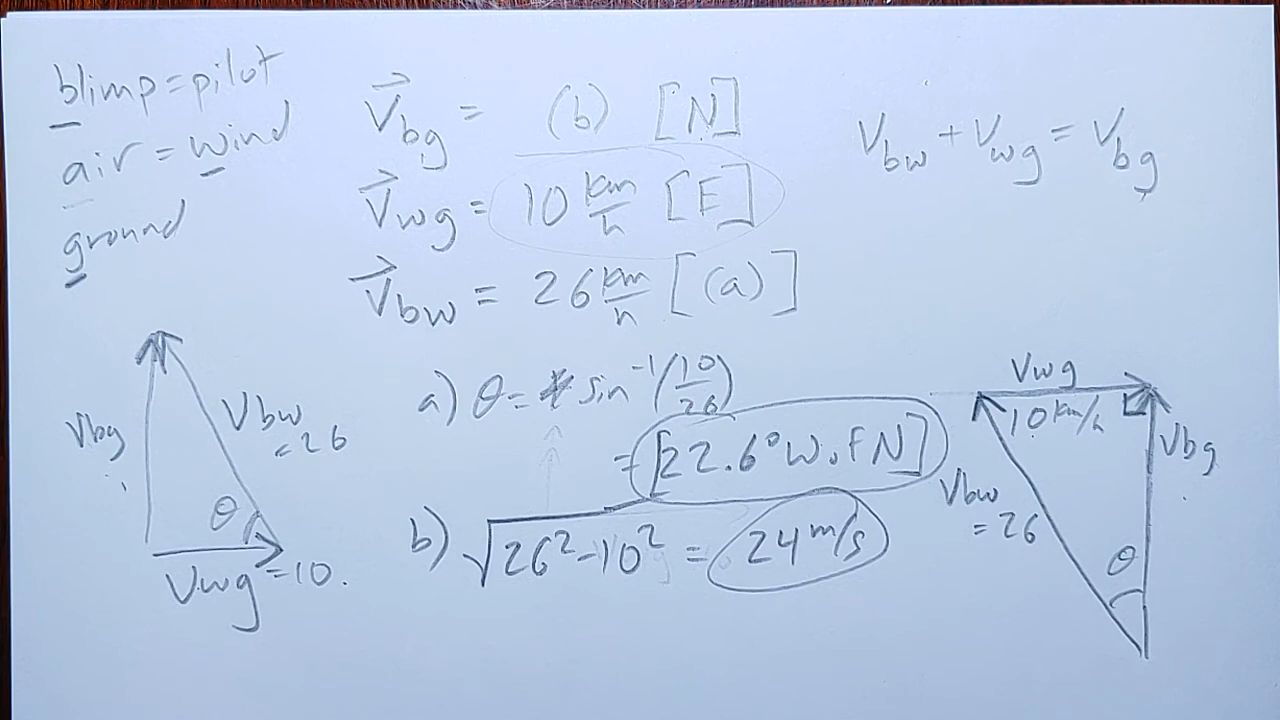 blimp = pilot
air = wind
ground
V⃗bg = (b) [N]
V⃗wg = 10 km/h [E]
V⃗bw = 26 km/h [(a)]
Vbw + Vwg = Vbg
Vbg
Vbw
= 26
θ
Vwg = 10.
a) θ = sin⁻¹(10/26)
= [22.6° W of N]
b) √26² - 10² = 24 m/s
Vwg
10 km/h
Vbg
Vbw
= 26
θ